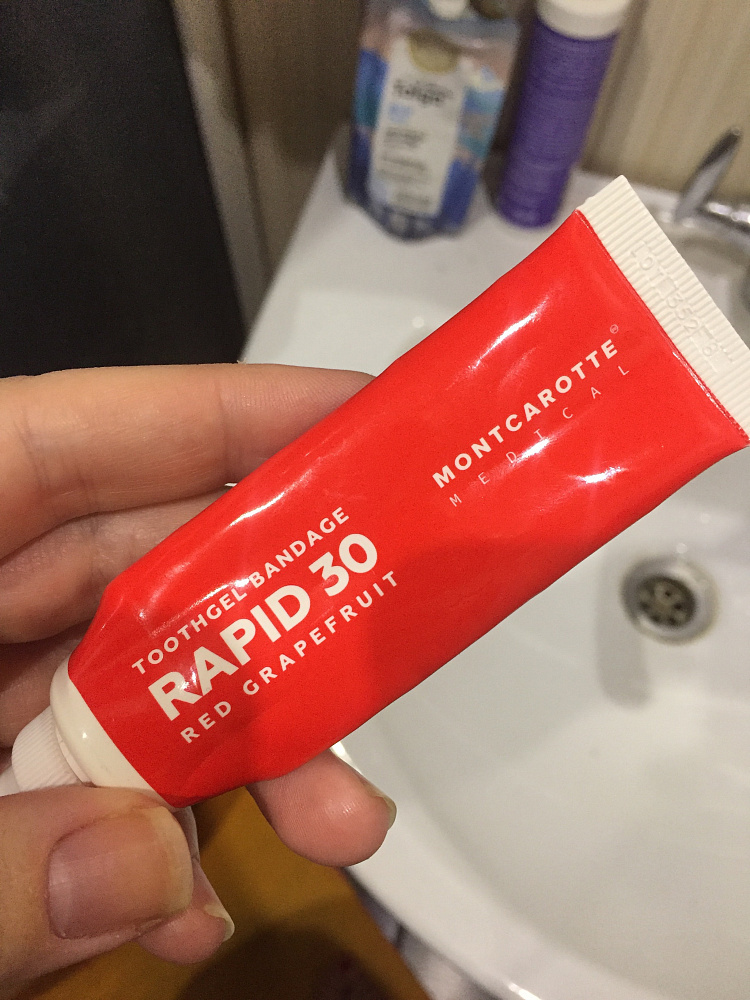 MONTCAROTTE
MEDICAL
TOOTHGEL BANDAGE
RAPID 30
RED GRAPEFRUIT